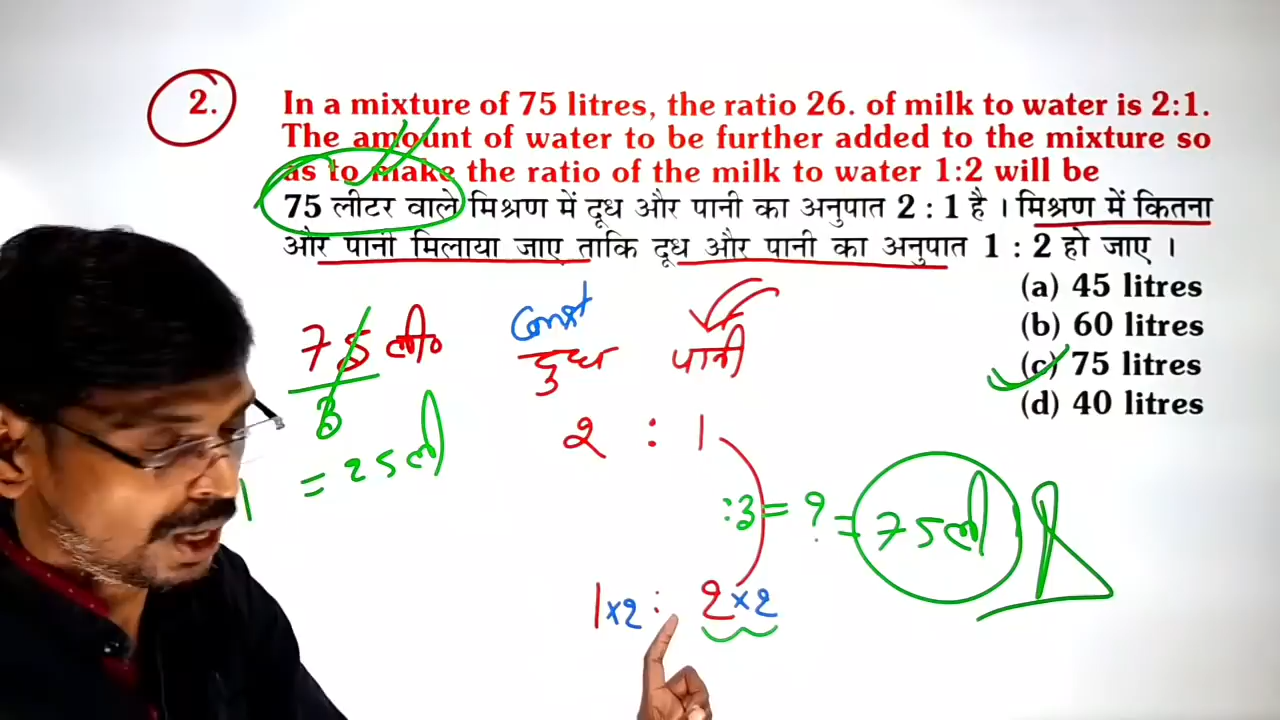 2.
In a mixture of 75 litres, the ratio 26. of milk to water is 2:1.
The amount of water to be further added to the mixture so
as to make the ratio of the milk to water 1:2 will be
75 लीटर वाले मिश्रण में दूध और पानी का अनुपात 2 : 1 है । मिश्रण में कितना
और पानी मिलाया जाए ताकि दूध और पानी का अनुपात 1 : 2 हो जाए ।
(a) 45 litres
(b) 60 litres
(c) 75 litres
(d) 40 litres
75 ली०
3
1 = 25 ली
Const
दुध पानी
2 : 1
:3 = ? = 75 ली
1×2 : 2×2